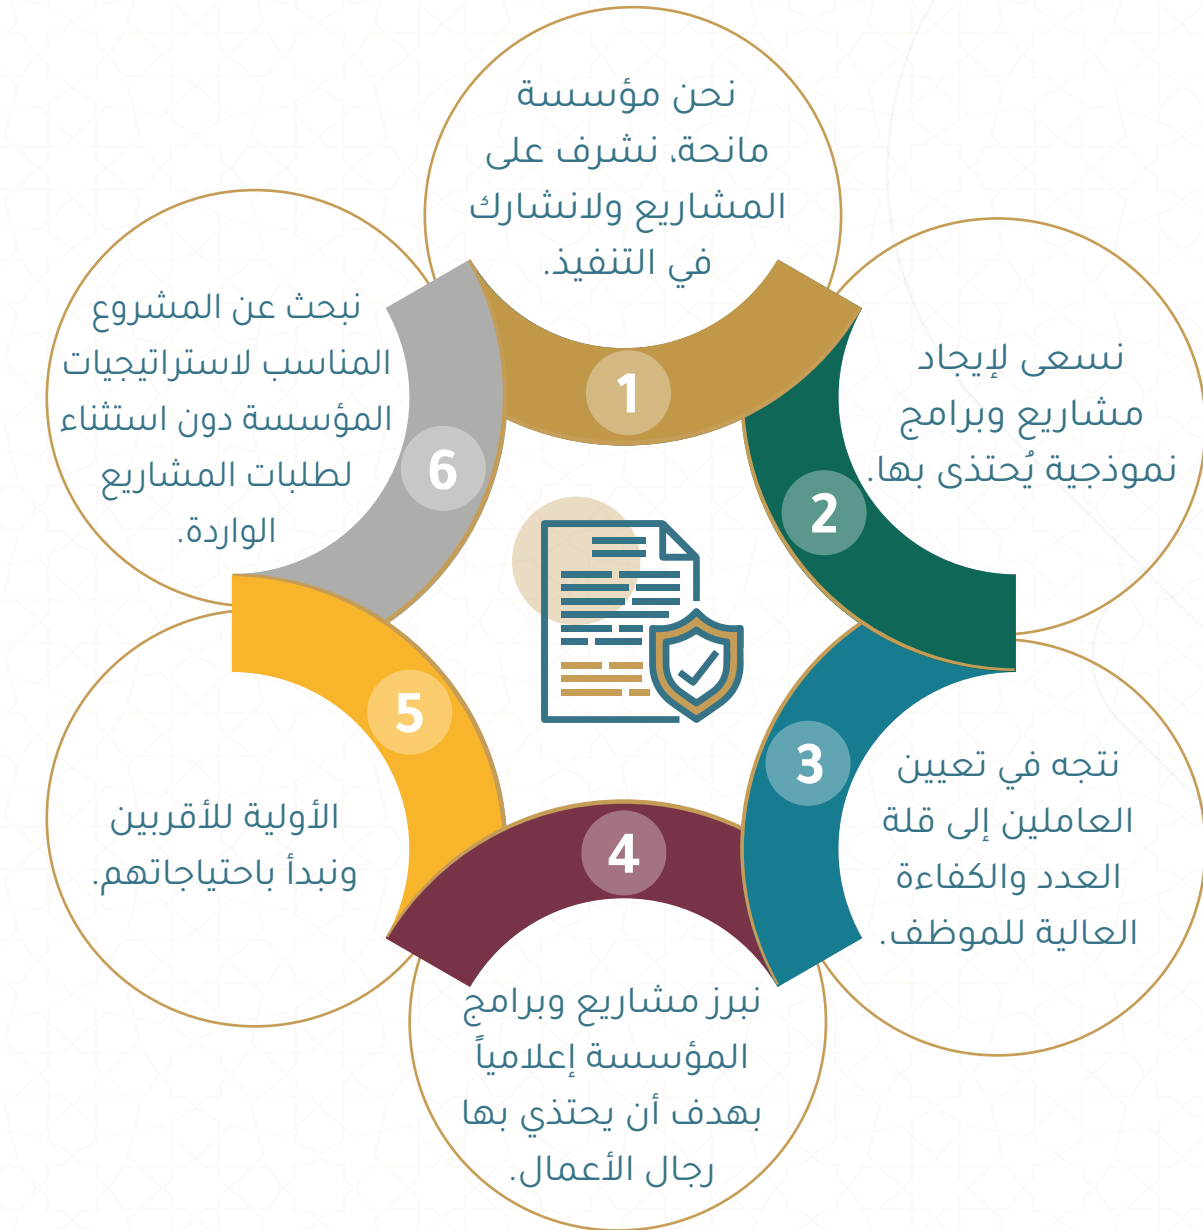 نحن مؤسسة
مانحة، نشرف على
المشاريع ولانشارك
في التنفيذ.
1
نسعى لإيجاد
مشاريع وبرامج
نموذجية يُحتذى بها.
2
نتجه في تعيين
العاملين إلى قلة
العدد والكفاءة
العالية للموظف.
3
نبرز مشاريع وبرامج
المؤسسة إعلامياً
بهدف أن يحتذي بها
رجال الأعمال.
4
الأولية للأقربين
ونبدأ باحتياجاتهم.
5
نبحث عن المشروع
المناسب لاستراتيجيات
المؤسسة دون استثناء
لطلبات المشاريع
الواردة.
6